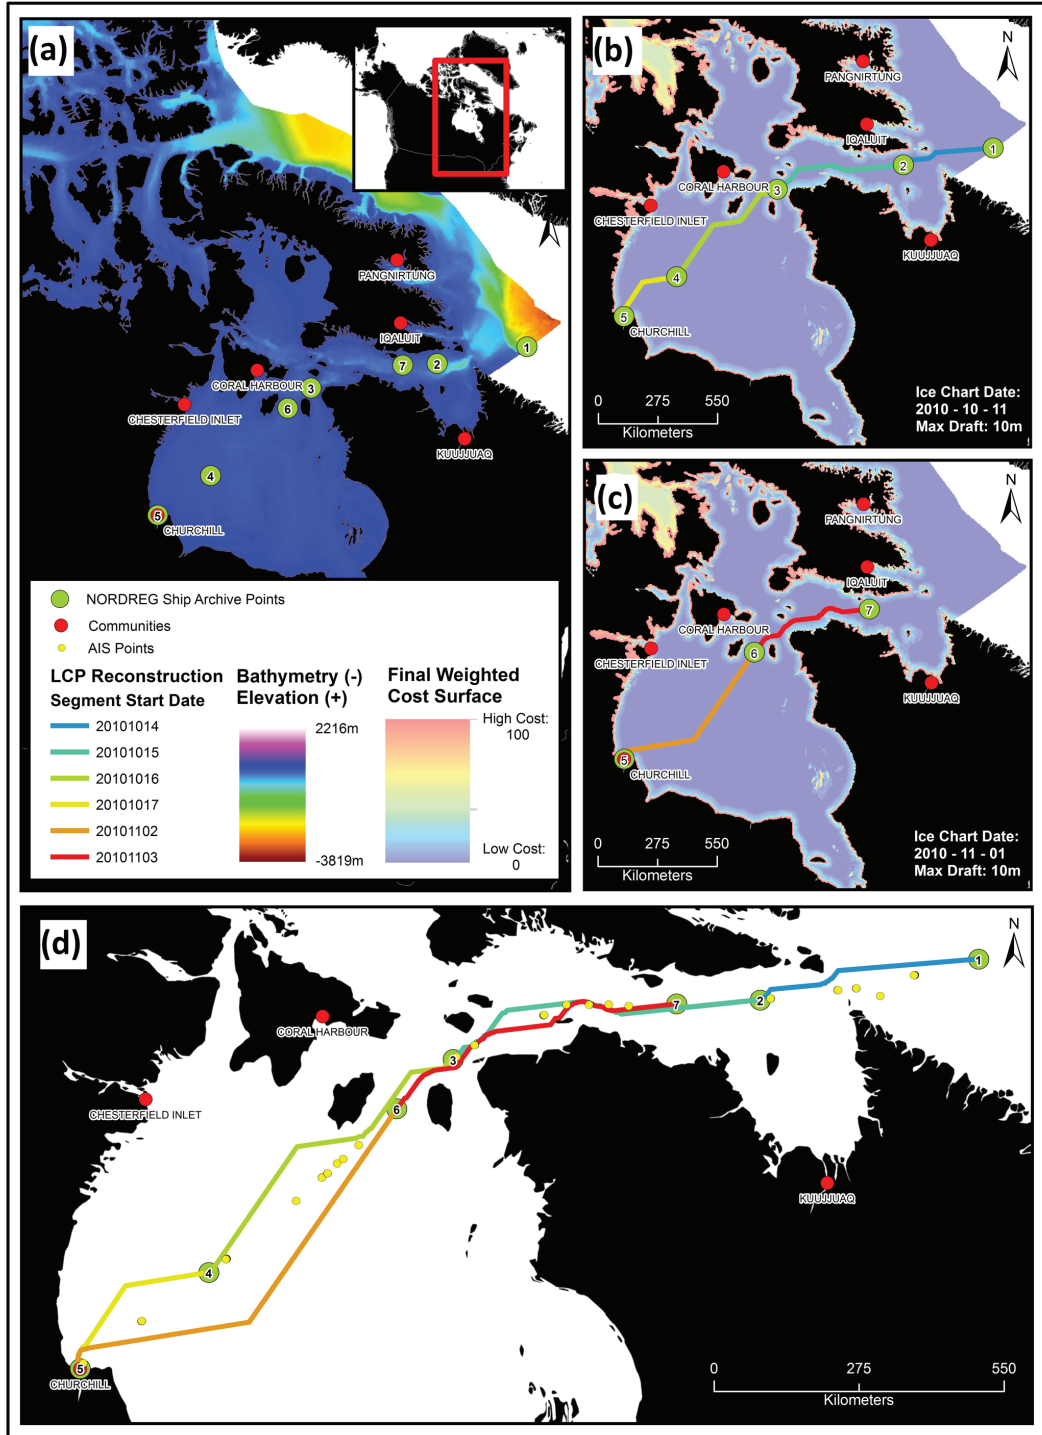 (a)
PANGNIRTUNG
IQALUIT
1
7
2
CORAL HARBOUR
3
CHESTERFIELD INLET
6
KUUJJUAQ
4
5
CHURCHILL
NORDREG Ship Archive Points
Communities
AIS Points
LCP Reconstruction
Segment Start Date
20101014
20101015
20101016
20101017
20101102
20101103
Bathymetry (-)
Elevation (+)
2216m
-3819m
Final Weighted
Cost Surface
High Cost:
100
Low Cost:
0
(b)
N
PANGNIRTUNG
IQALUIT
1
2
CORAL HARBOUR
3
CHESTERFIELD INLET
KUUJJUAQ
4
5
CHURCHILL
0 275 550
Kilometers
Ice Chart Date:
2010 - 10 - 11
Max Draft: 10m
(c)
N
PANGNIRTUNG
IQALUIT
7
CORAL HARBOUR
6
CHESTERFIELD INLET
KUUJJUAQ
5
CHURCHILL
0 275 550
Kilometers
Ice Chart Date:
2010 - 11 - 01
Max Draft: 10m
(d)
N
1
7
2
CORAL HARBOUR
3
CHESTERFIELD INLET
6
KUUJJUAQ
4
5
CHURCHILL
0 275 550
Kilometers